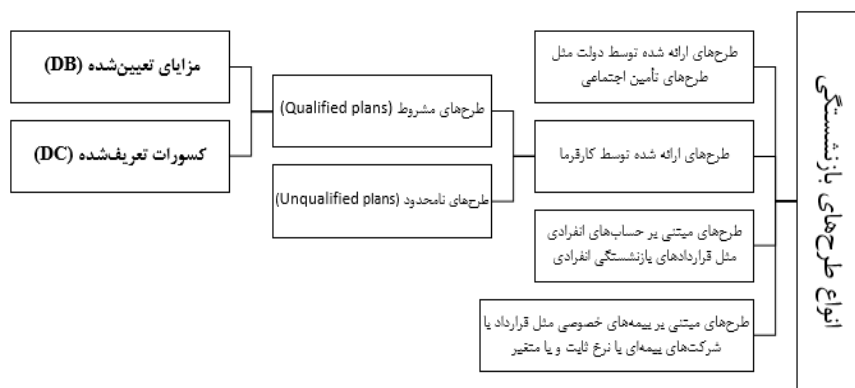 انواع طرح‌های بازنشستگی
طرح‌های ارائه شده توسط دولت مثل
طرح‌های تأمین اجتماعی
طرح‌های ارائه شده توسط کارفرما
طرح‌های مبتنی بر حساب‌های انفرادی
مثل قراردادهای بازنشستگی انفرادی
طرح‌های مبتنی بر بیمه‌های خصوصی مثل قرارداد با
شرکت‌های بیمه‌ای با نرخ ثابت و یا متغیر
طرح‌های مشروط (Qualified plans)
طرح‌های نامحدود (Unqualified plans)
مزایای تعیین‌شده (DB)
کسورات تعریف‌شده (DC)